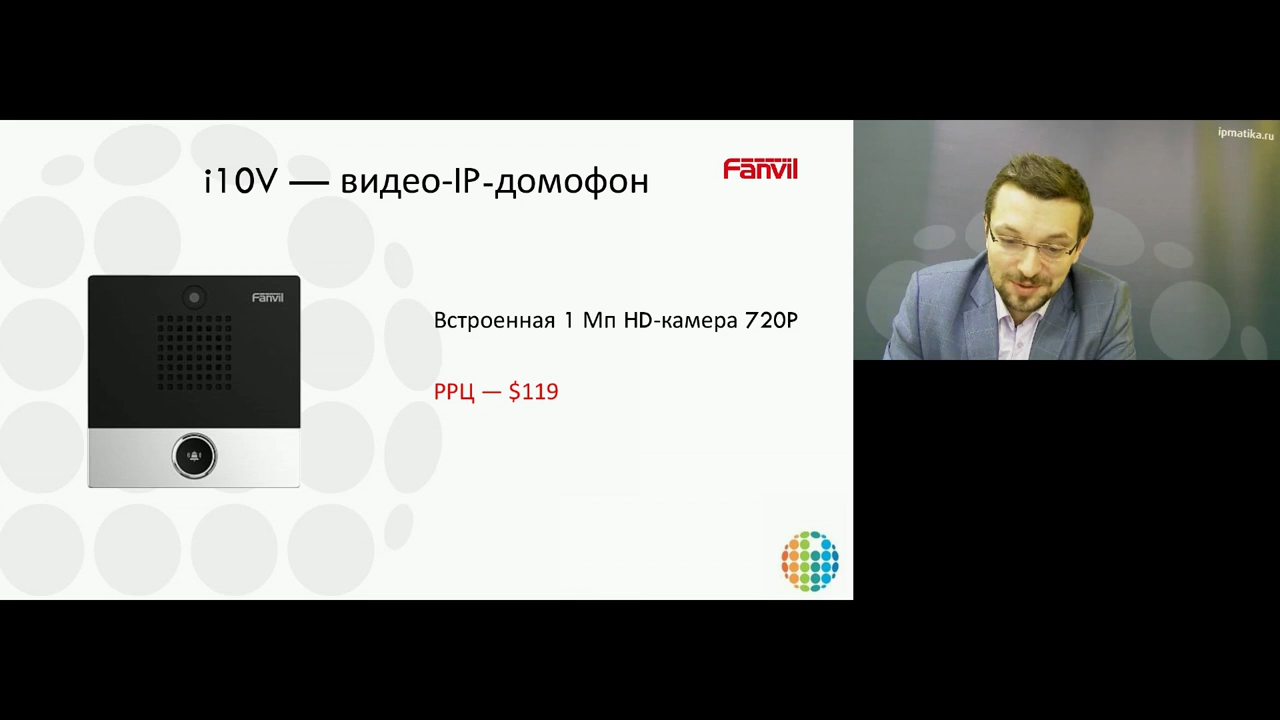 i10V — видео-IP-домофон
Fanvil
Fanvil
Встроенная 1 Мп HD-камера 720P
РРЦ — $119
ipmatika.ru